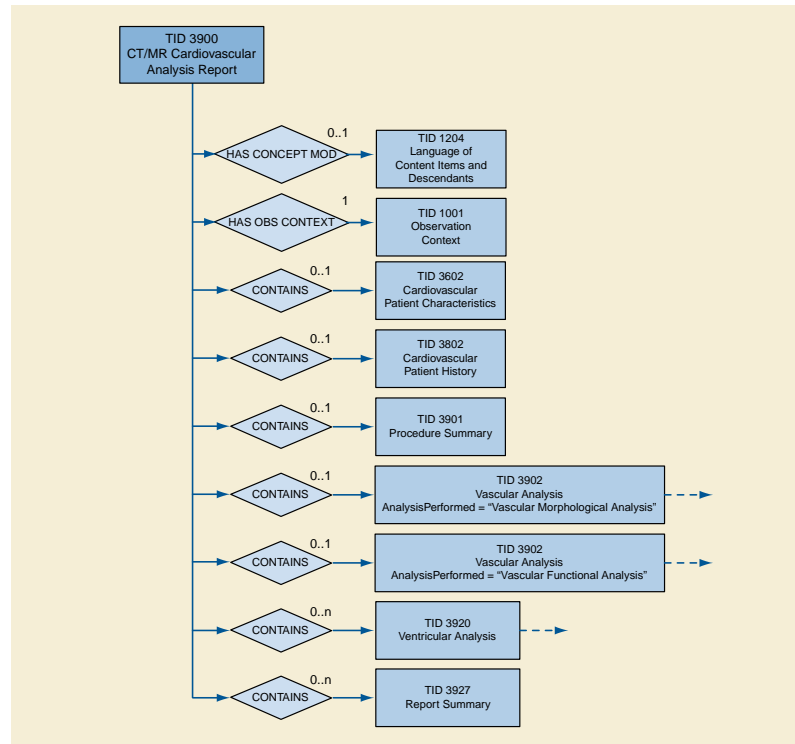 TID 3900
CT/MR Cardiovascular
Analysis Report
0..1
HAS CONCEPT MOD
TID 1204
Language of
Content Items and
Descendants
1
HAS OBS CONTEXT
TID 1001
Observation
Context
0..1
CONTAINS
TID 3602
Cardiovascular
Patient Characteristics
0..1
CONTAINS
TID 3802
Cardiovascular
Patient History
0..1
CONTAINS
TID 3901
Procedure Summary
0..1
CONTAINS
TID 3902
Vascular Analysis
AnalysisPerformed = “Vascular Morphological Analysis”
0..1
CONTAINS
TID 3902
Vascular Analysis
AnalysisPerformed = “Vascular Functional Analysis”
0..n
CONTAINS
TID 3920
Ventricular Analysis
0..n
CONTAINS
TID 3927
Report Summary